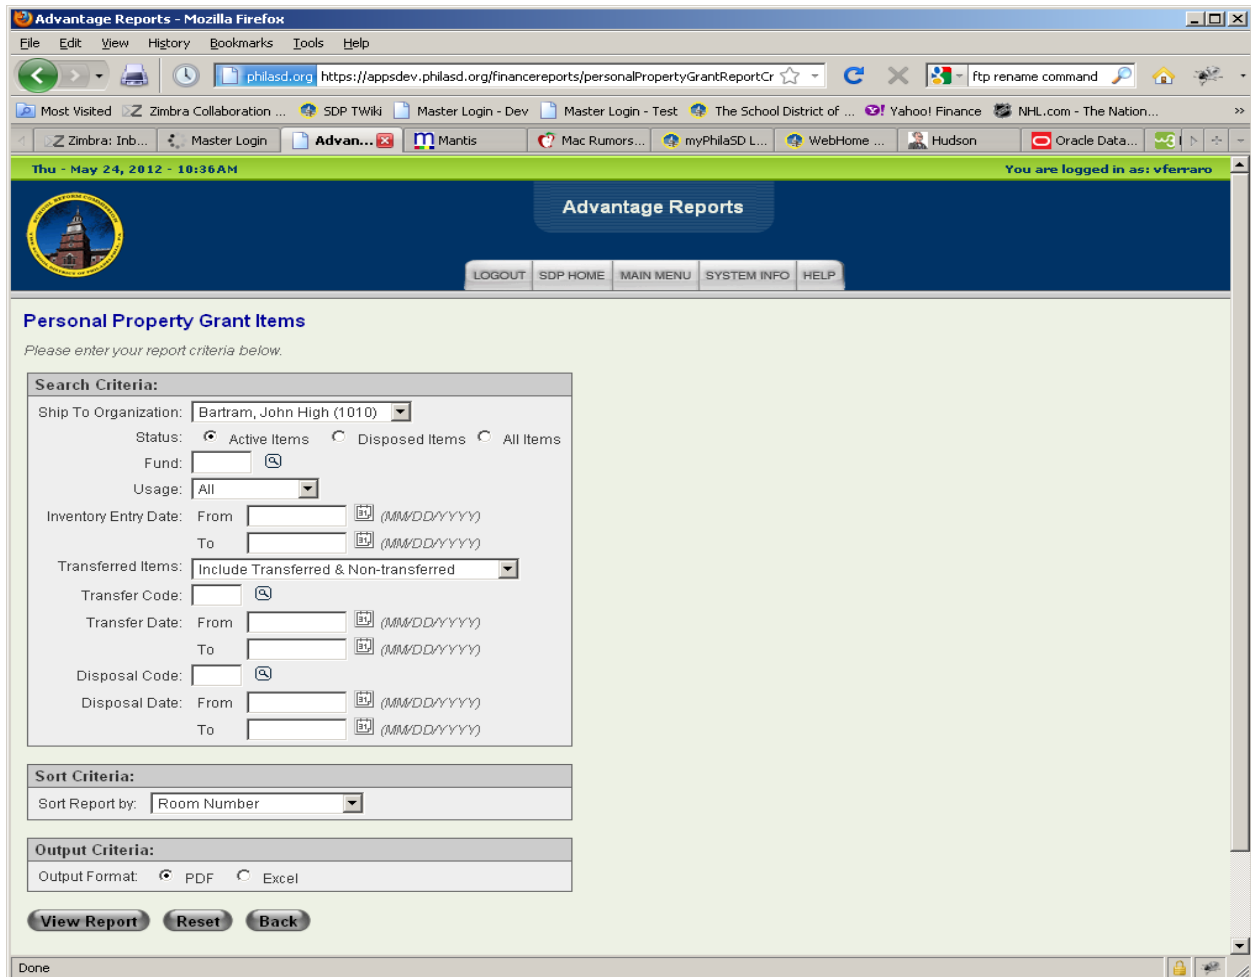 Advantage Reports - Mozilla Firefox
File Edit View History Bookmarks Tools Help
philasd.org https://appsdev.philasd.org/financereports/personalPropertyGrantReportCr ftp rename command
Most Visited Zimbra Collaboration ... SDP TWiki Master Login - Dev Master Login - Test The School District of ... Yahoo! Finance NHL.com - The Nation... »
Zimbra: Inb... Master Login Advan... Mantis Mac Rumors... myPhilaSD L... WebHome ... Hudson Oracle Data...
Thu - May 24, 2012 - 10:36AM You are logged in as: vferraro
Advantage Reports
LOGOUT SDP HOME MAIN MENU SYSTEM INFO HELP
Personal Property Grant Items
Please enter your report criteria below.
Search Criteria:
Ship To Organization: Bartram, John High (1010)
Status: Active Items Disposed Items All Items
Fund:
Usage: All
Inventory Entry Date: From (MM/DD/YYYY)
To (MM/DD/YYYY)
Transferred Items: Include Transferred & Non-transferred
Transfer Code:
Transfer Date: From (MM/DD/YYYY)
To (MM/DD/YYYY)
Disposal Code:
Disposal Date: From (MM/DD/YYYY)
To (MM/DD/YYYY)
Sort Criteria:
Sort Report by: Room Number
Output Criteria:
Output Format: PDF Excel
View Report Reset Back
Done